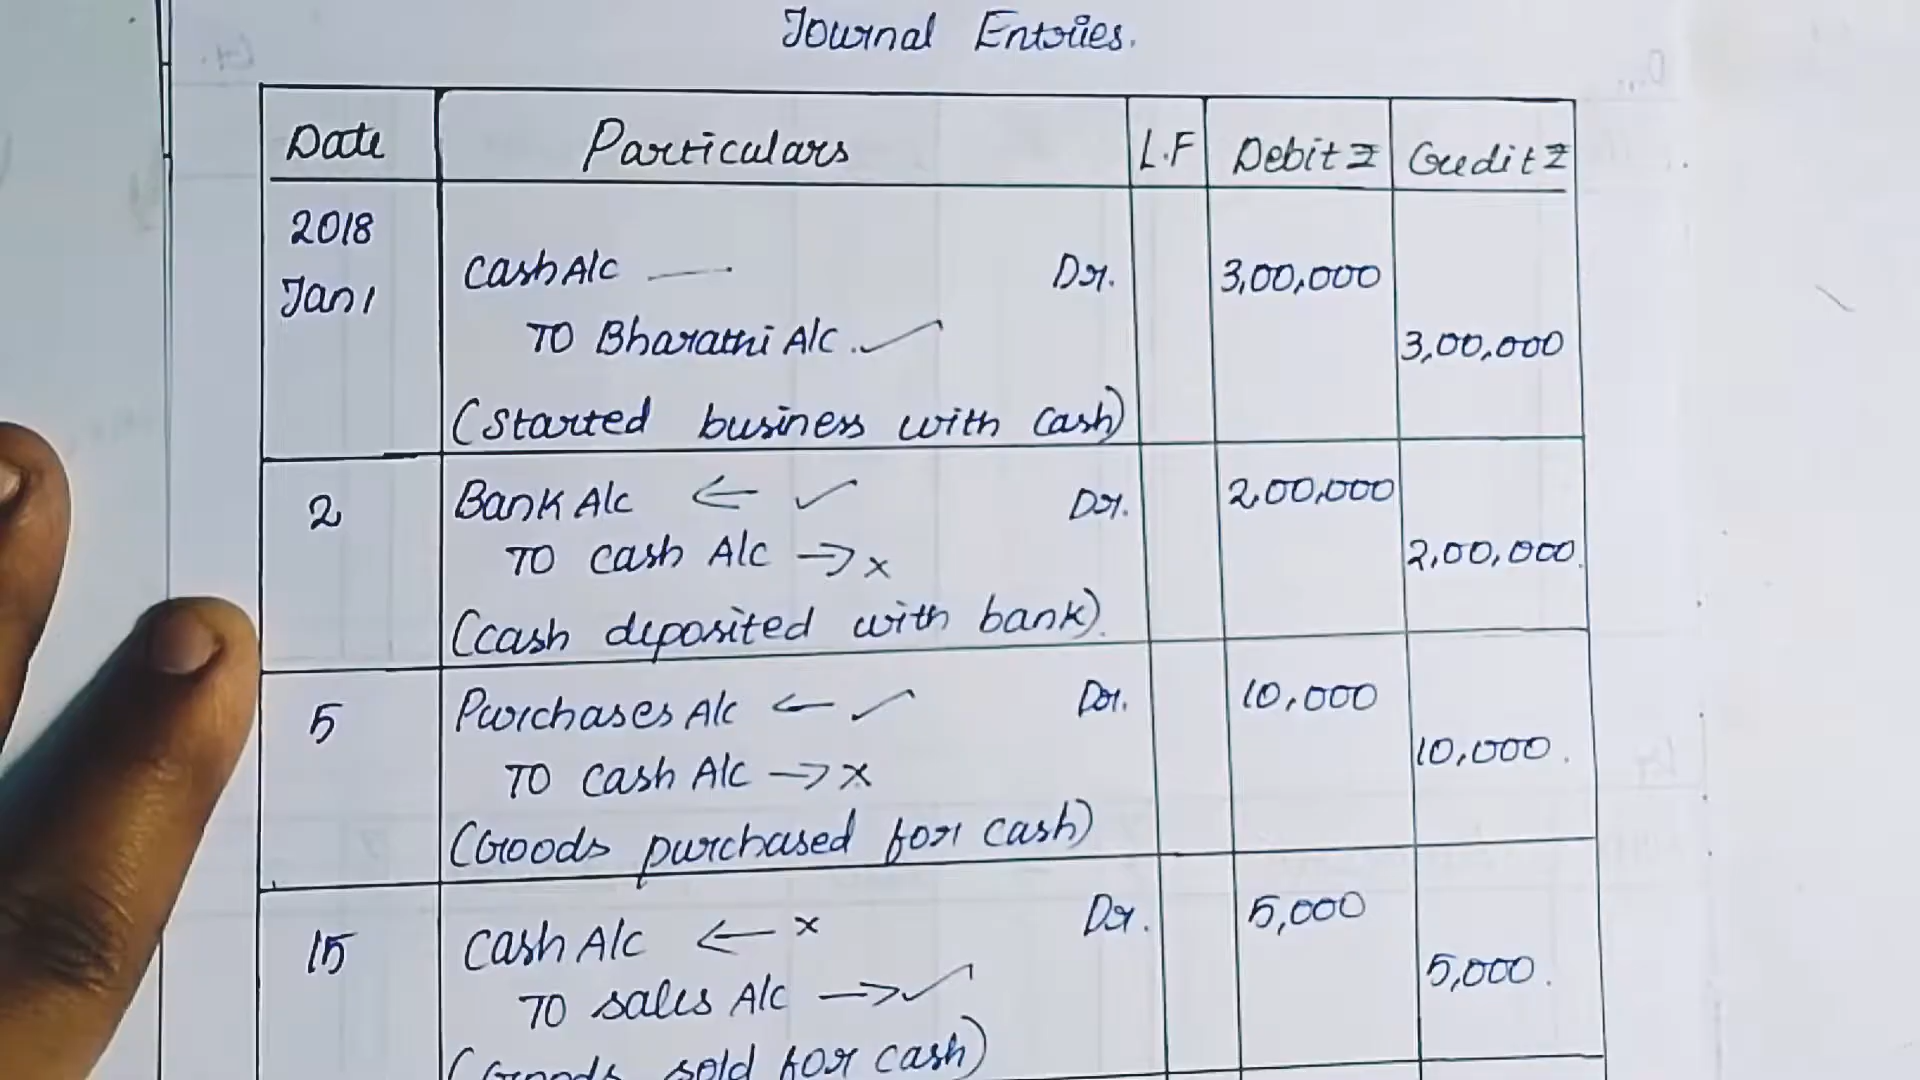 Journal Entries.
Date Particulars L.F Debit ₹ Credit ₹
2018
Jan 1 Cash A/c — Dr. 3,00,000
TO Bharathi A/c. ✓ 3,00,000
(Started business with cash)
2 Bank A/c ← ✓ Dr. 2,00,000
TO cash A/c → x 2,00,000.
(cash deposited with bank).
5 Purchases A/c ← ✓ Dr. 10,000
TO cash A/c → x 10,000.
(Goods purchased for cash)
15 Cash A/c ← x Dr. 5,000
TO sales A/c → ✓ 5,000.
(Goods sold for cash)